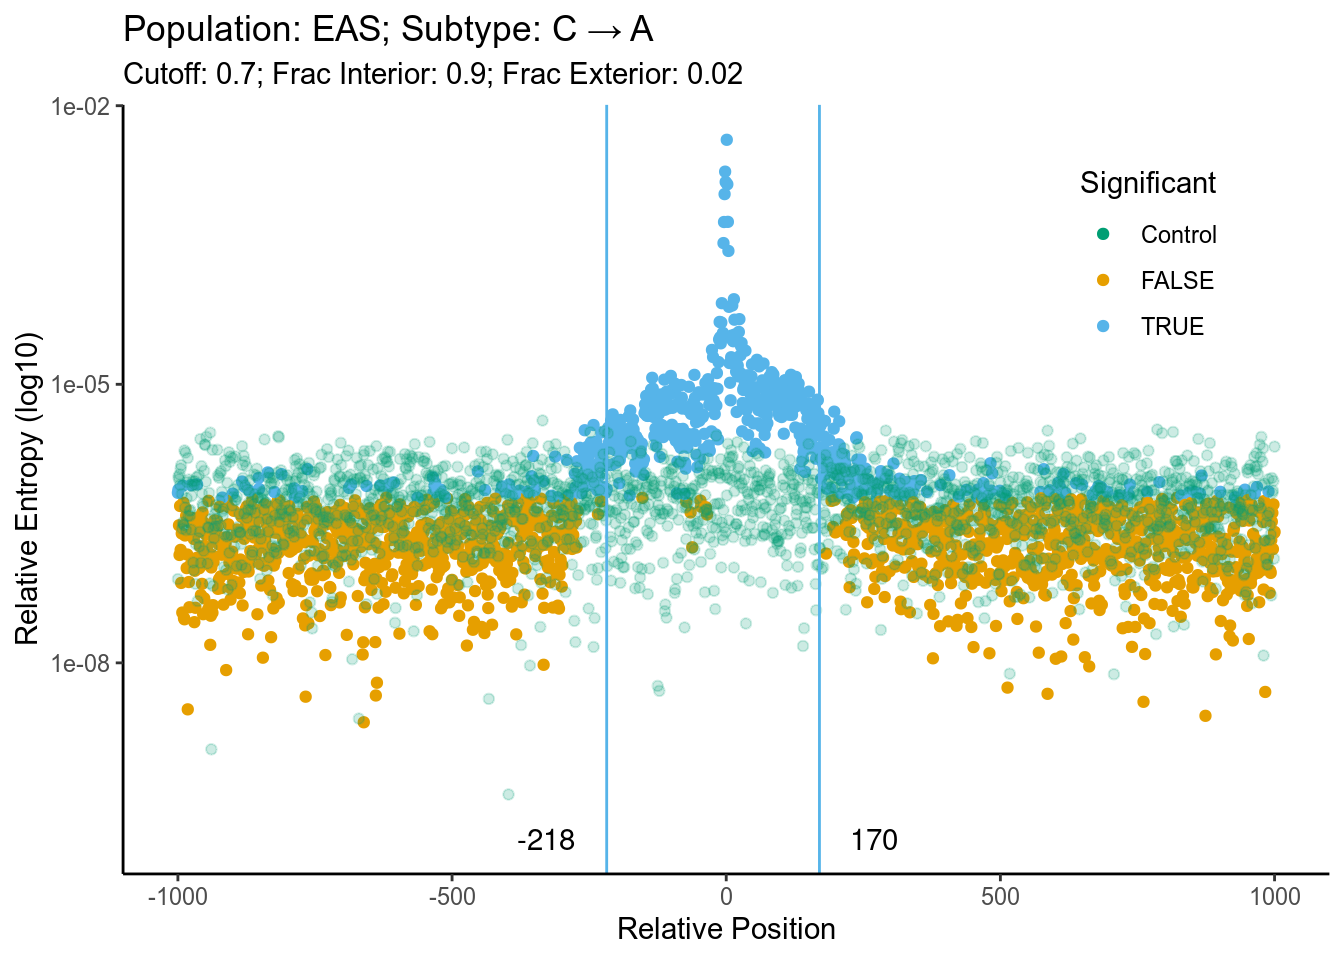 Population: EAS; Subtype: C → A
Cutoff: 0.7; Frac Interior: 0.9; Frac Exterior: 0.02
1e-02
1e-05
1e-08
Relative Entropy (log10)
Significant
Control
FALSE
TRUE
-218
170
-1000
-500
0
500
1000
Relative Position